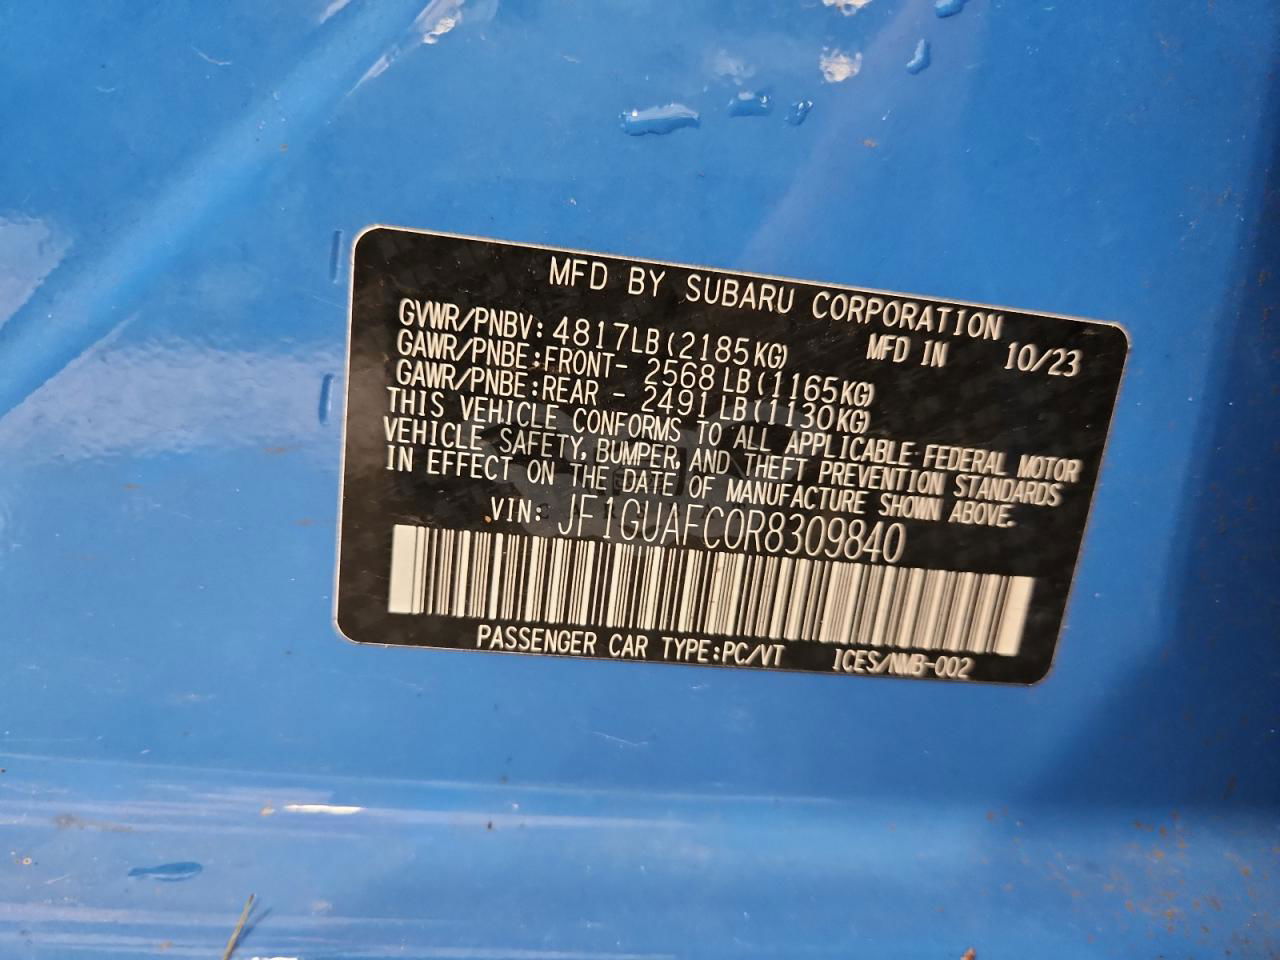 MFD BY SUBARU CORPORATION
GVWR/PNBV: 4817LB (2185KG) MFD IN 10/23
GAWR/PNBE:FRONT- 2568 LB (1165KG)
GAWR/PNBE:REAR - 2491 LB (1130KG)
THIS VEHICLE CONFORMS TO ALL APPLICABLE FEDERAL MOTOR
VEHICLE SAFETY, BUMPER, AND THEFT PREVENTION STANDARDS
IN EFFECT ON THE DATE OF MANUFACTURE SHOWN ABOVE.
VIN: JF1GUAFC0R8309840
PASSENGER CAR TYPE:PC/VT ICES/NMB-002